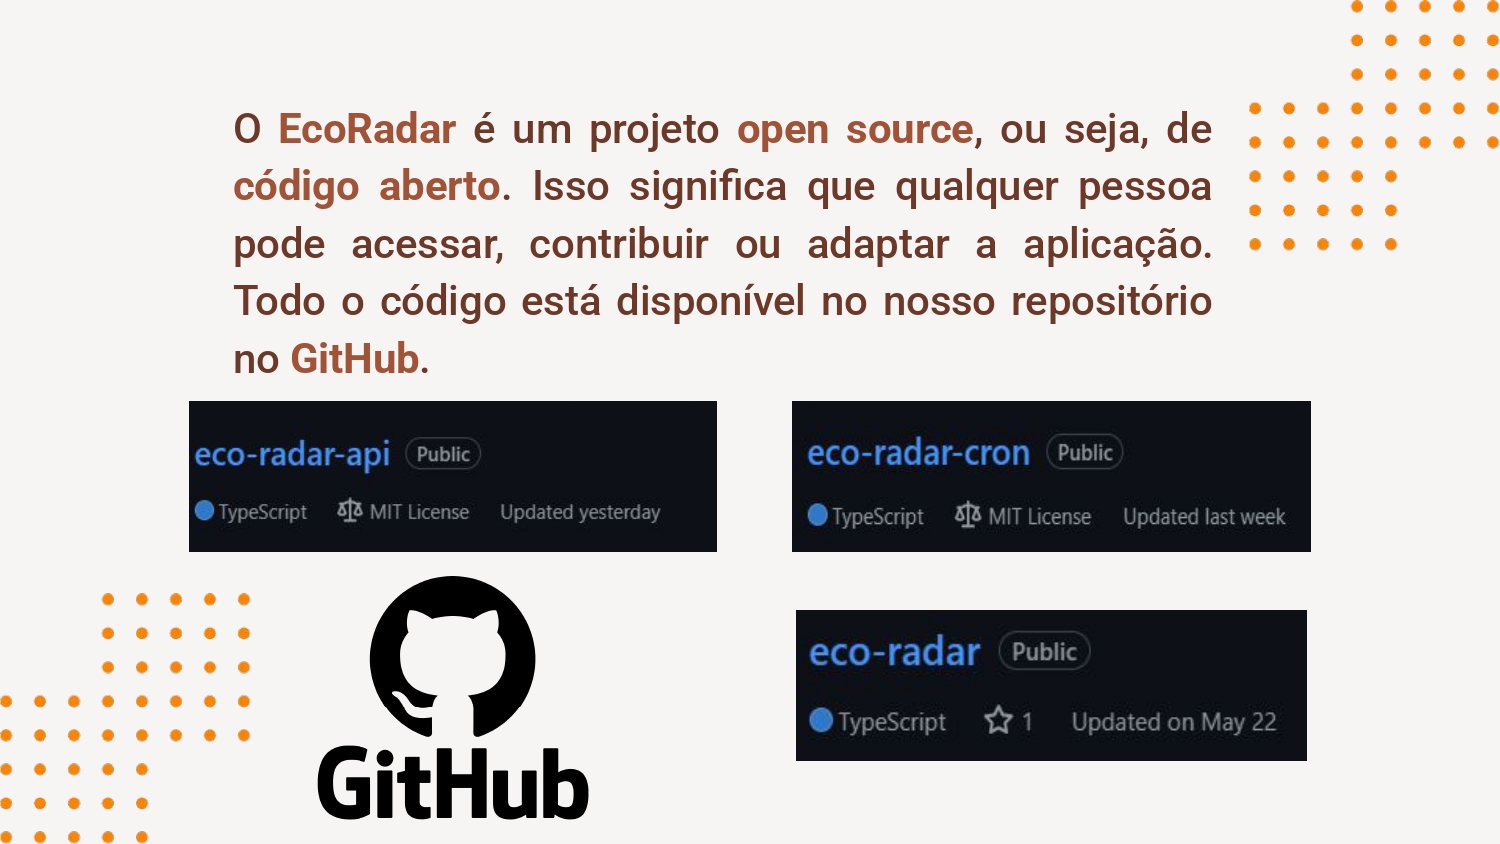 O EcoRadar é um projeto open source, ou seja, de
código aberto. Isso significa que qualquer pessoa
pode acessar, contribuir ou adaptar a aplicação.
Todo o código está disponível no nosso repositório
no GitHub.
eco-radar-api Public
TypeScript MIT License Updated yesterday
eco-radar-cron Public
TypeScript MIT License Updated last week
GitHub
eco-radar Public
TypeScript 1 Updated on May 22